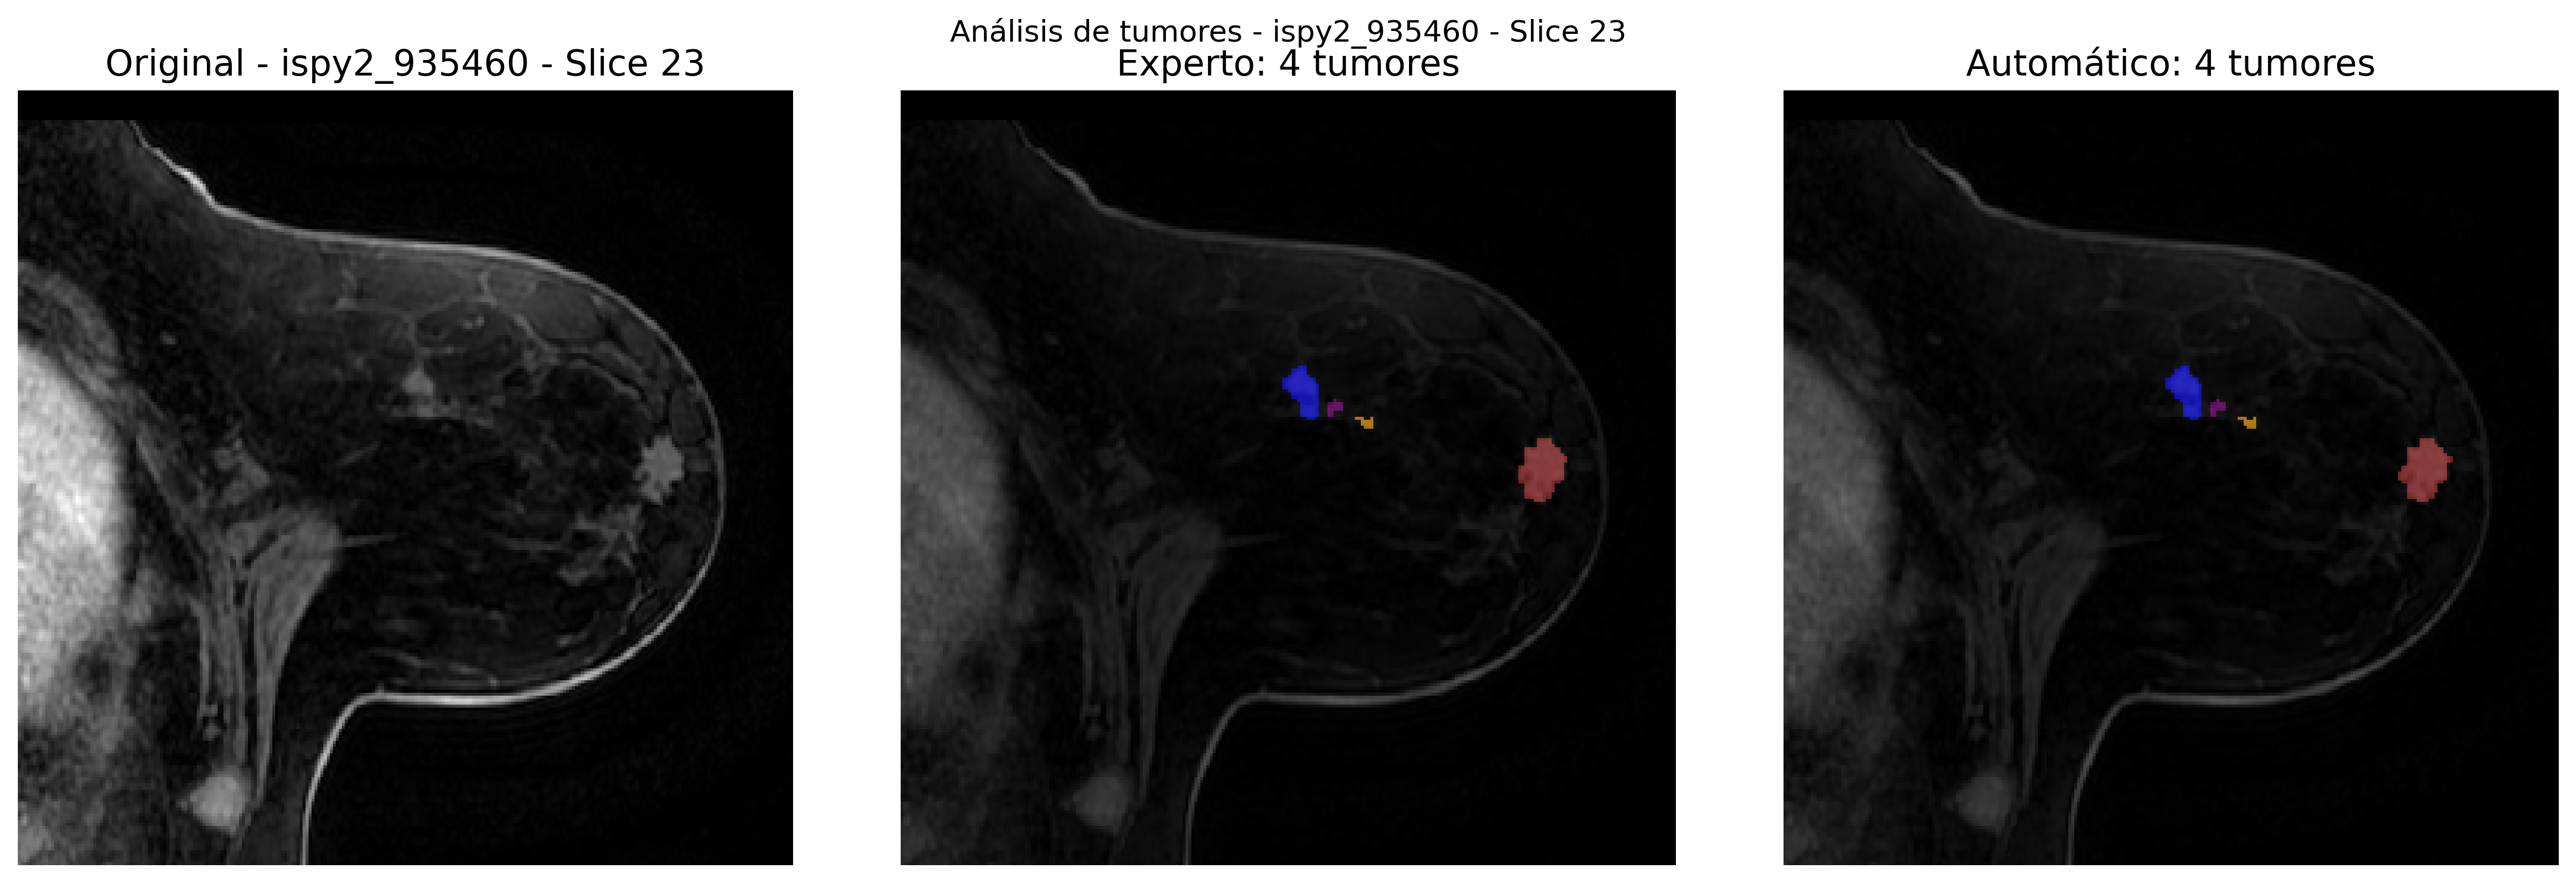 Análisis de tumores - ispy2_935460 - Slice 23
Original - ispy2_935460 - Slice 23
Experto: 4 tumores
Automático: 4 tumores